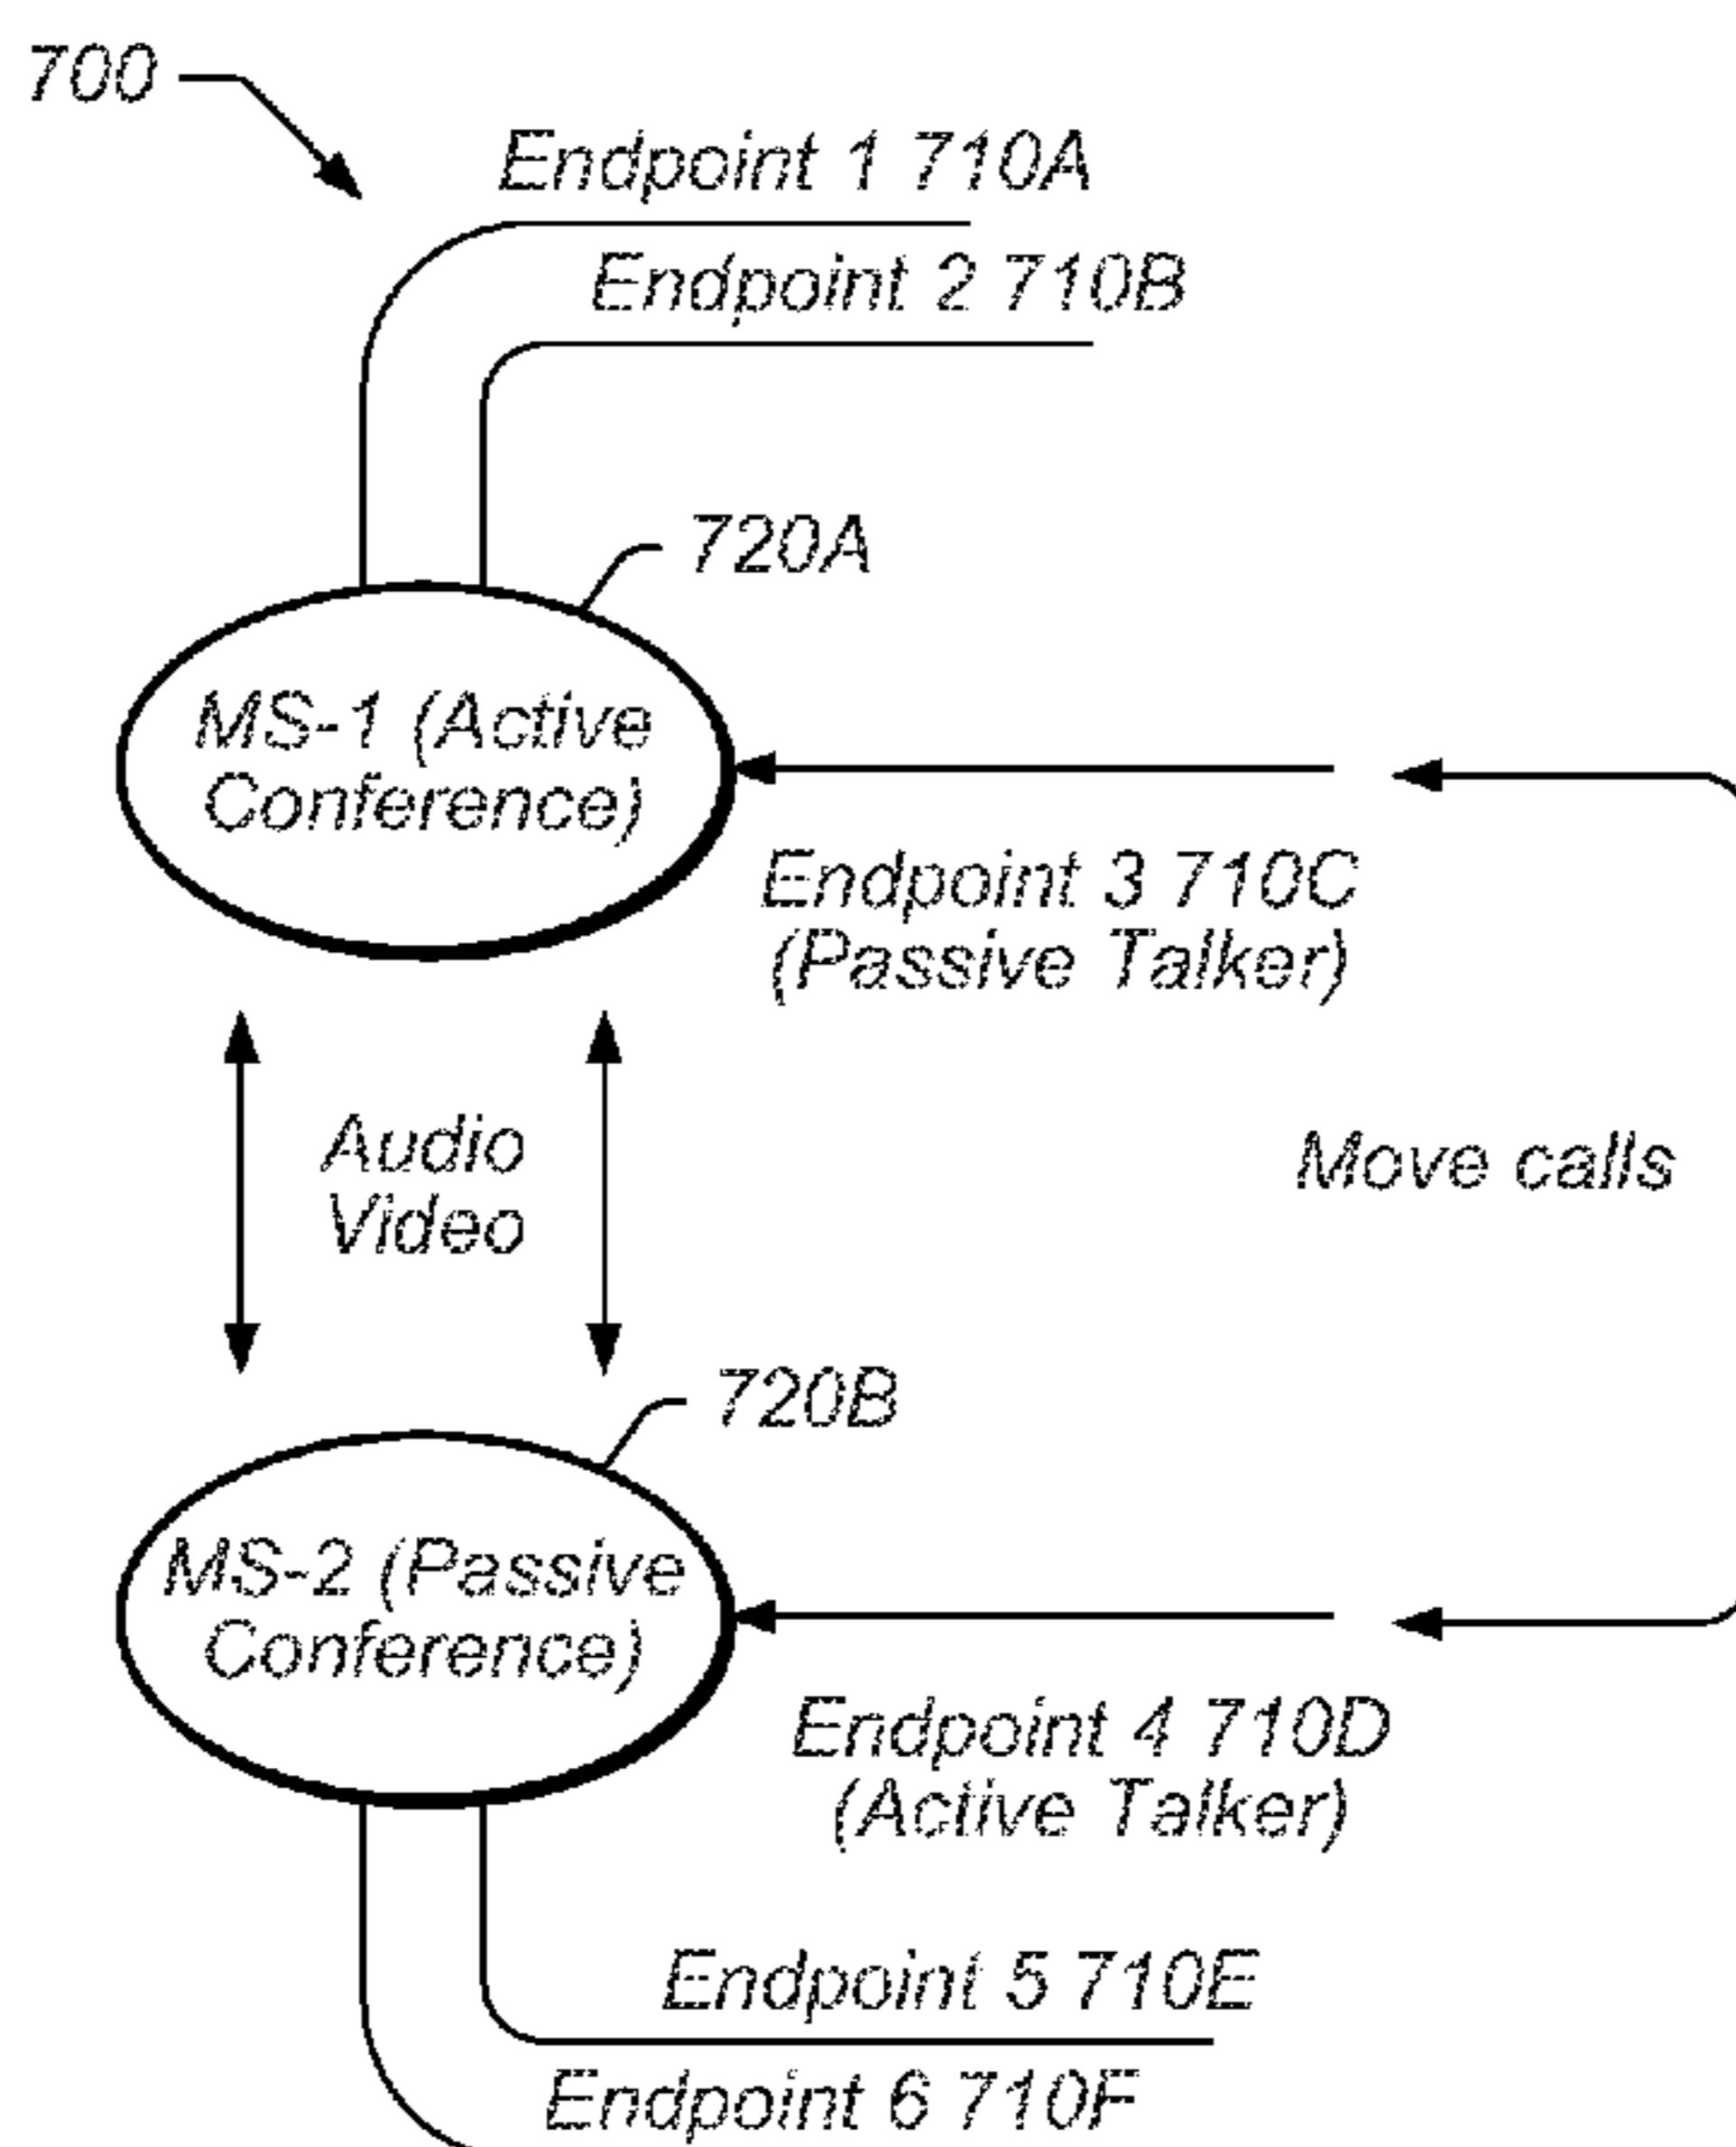 700
Endpoint 1 710A
Endpoint 2 710B
720A
MS-1 (Active
Conference)
Endpoint 3 710C
(Passive Talker)
Audio
Video
Move calls
720B
MS-2 (Passive
Conference)
Endpoint 4 710D
(Active Talker)
Endpoint 5 710E
Endpoint 6 710F